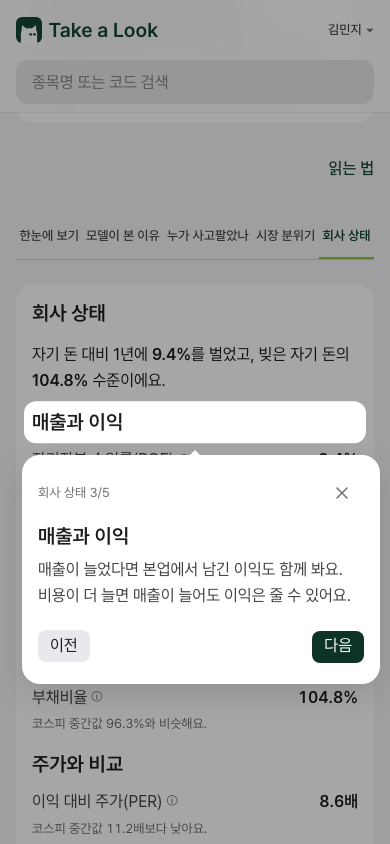 Take a Look
김민지
종목명 또는 코드 검색
읽는 법
한눈에 보기 모델이 본 이유 누가 사고팔았나 시장 분위기 회사 상태
회사 상태
자기 돈 대비 1년에 9.4%를 벌었고, 빚은 자기 돈의
104.8% 수준이에요.
매출과 이익
회사 상태 3/5
매출과 이익
매출이 늘었다면 본업에서 남긴 이익도 함께 봐요.
비용이 더 늘면 매출이 늘어도 이익은 줄 수 있어요.
이전 다음
부채비율 104.8%
코스피 중간값 96.3%와 비슷해요.
주가와 비교
이익 대비 주가(PER) 8.6배
코스피 중간값 11.2배보다 낮아요.